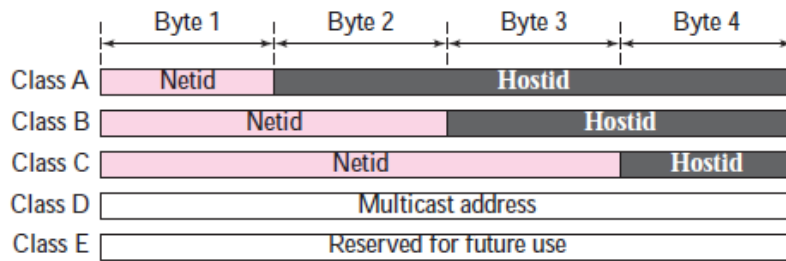 Byte 1 Byte 2 Byte 3 Byte 4
Class A Netid Hostid
Class B Netid Hostid
Class C Netid Hostid
Class D Multicast address
Class E Reserved for future use